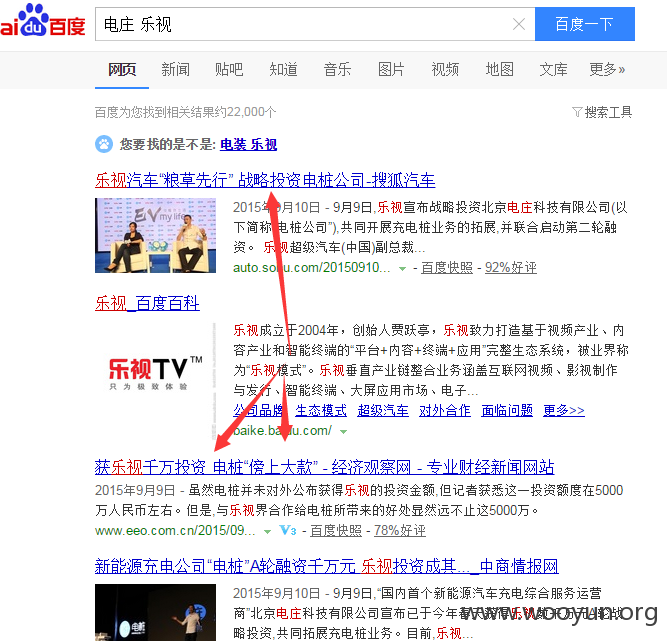 Bai du 百度 电庄 乐视 百度一下
网页 新闻 贴吧 知道 音乐 图片 视频 地图 文库 更多»
百度为您找到相关结果约22,000个 搜索工具
您要找的是不是: 电装 乐视
乐视汽车“粮草先行” 战略投资电桩公司-搜狐汽车
2015年9月10日 - 9月9日,乐视宣布战略投资北京电庄科技有限公司(以
下简称“电桩公司”),共同开展充电桩业务的拓展,并联合启动第二轮融
资。 乐视超级汽车(中国)副总裁...
auto.sohu.com/20150910... - 百度快照 - 92%好评
EV my life
乐视_百度百科
乐视成立于2004年，创始人贾跃亭，乐视致力打造基于视频产业、内
容产业和智能终端的“平台+内容+终端+应用”完整生态系统，被业界称
为“乐视模式”。乐视垂直产业链整合业务涵盖互联网视频、影视制作
与发行、智能终端、大屏应用市场、电子...
公司品牌 生态模式 超级汽车 对外合作 面临问题 更多>>
baike.baidu.com/
乐视TV™
只为极致体验
获乐视千万投资 电桩“傍上大款” - 经济观察网 - 专业财经新闻网站
2015年9月9日 - 虽然电桩并未对外公布获得乐视的投资金额,但记者获悉这一投资额度在5000
万人民币左右。但是,与乐视界合作给电桩所带来的好处显然远不止这5000万。
www.eeo.com.cn/2015/09... V3 - 百度快照 - 78%好评
新能源充电公司“电桩”A轮融资千万元 乐视投资成其..._中商情报网
2015年9月10日 - 9月9日,“国内首个新能源汽车充电综合服务运营
商”北京电庄科技有限公司宣布已于今年
略投资,共同拓展充电桩业务。目前,乐视...
电桩
www.wooyun.org